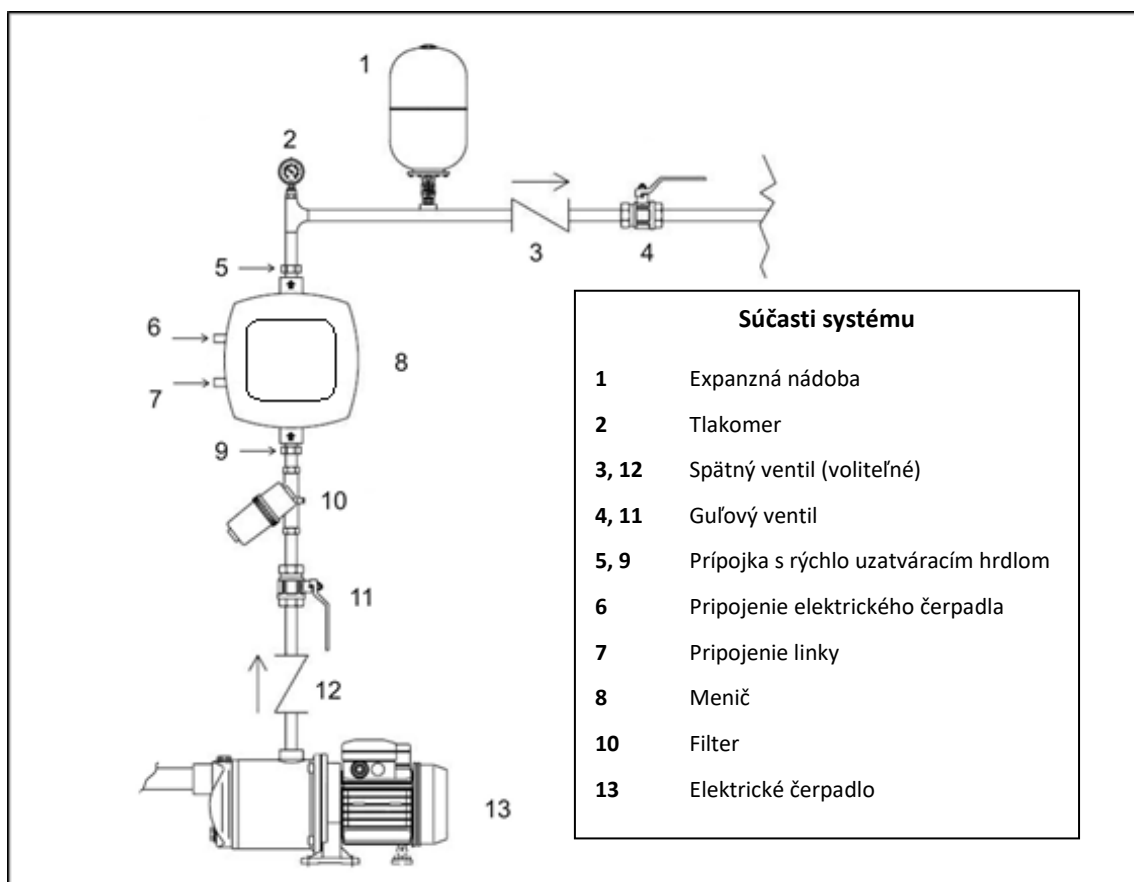 1
2
3
4
5
6
7
8
9
10
11
12
13
Súčasti systému
1 Expanzná nádoba
2 Tlakomer
3, 12 Spätný ventil (voliteľné)
4, 11 Guľový ventil
5, 9 Prípojka s rýchlo uzatváracím hrdlom
6 Pripojenie elektrického čerpadla
7 Pripojenie linky
8 Menič
10 Filter
13 Elektrické čerpadlo